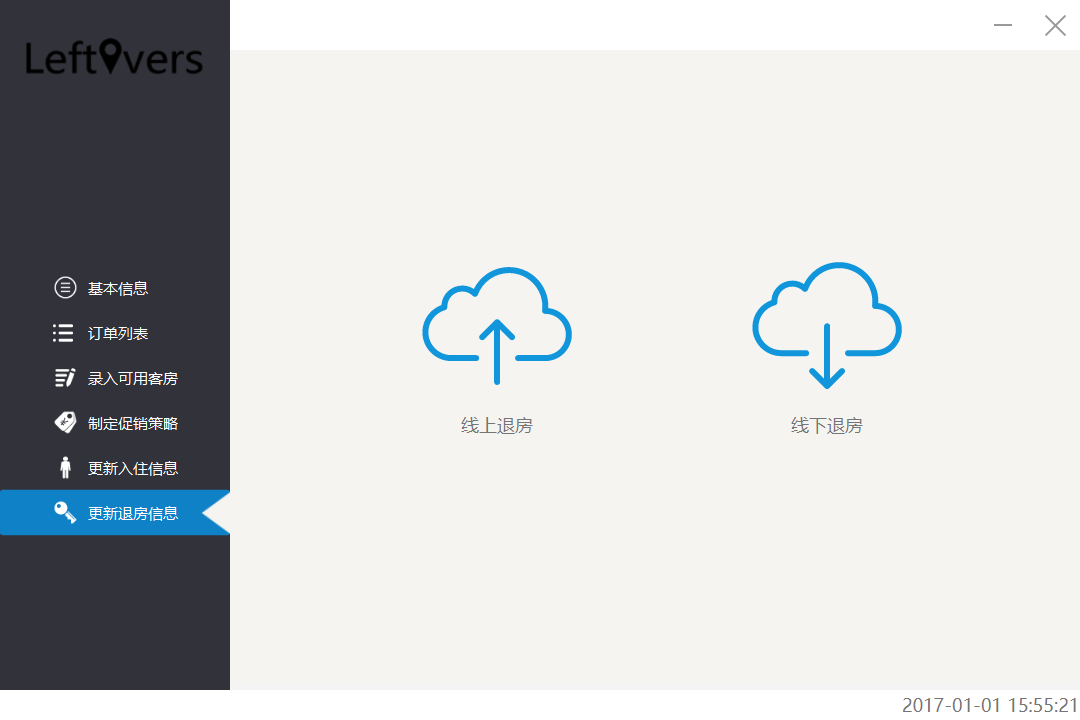 Leftovers
基本信息
订单列表
录入可用客房
制定促销策略
更新入住信息
更新退房信息
线上退房
线下退房
2017-01-01 15:55:21